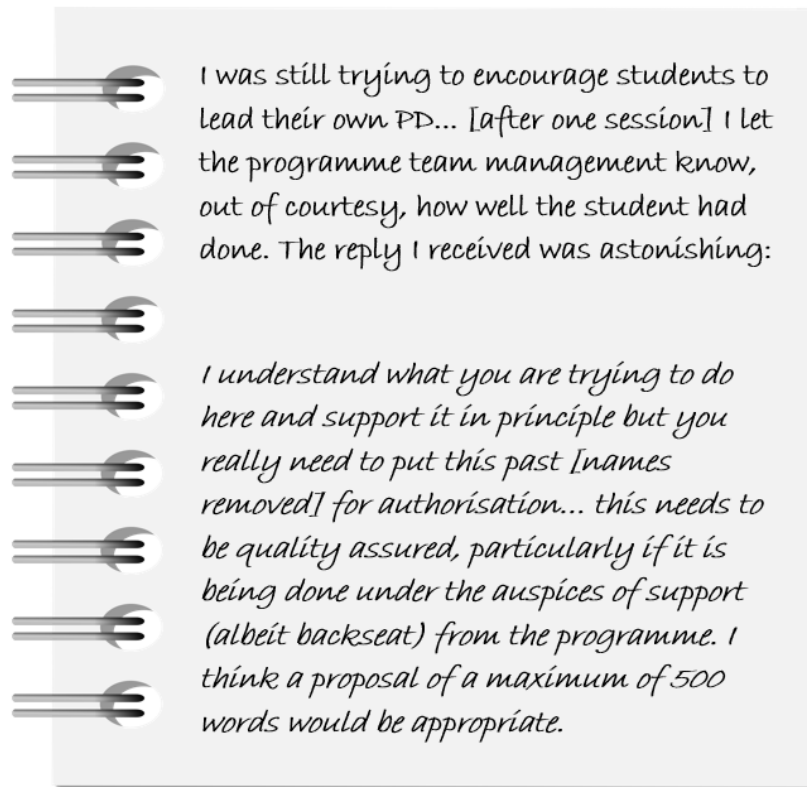 I was still trying to encourage students to
lead their own PD... [after one session] I let
the programme team management know,
out of courtesy, how well the student had
done. The reply I received was astonishing:
I understand what you are trying to do
here and support it in principle but you
really need to put this past [names
removed] for authorisation... this needs to
be quality assured, particularly if it is
being done under the auspices of support
(albeit backseat) from the programme. I
think a proposal of a maximum of 500
words would be appropriate.